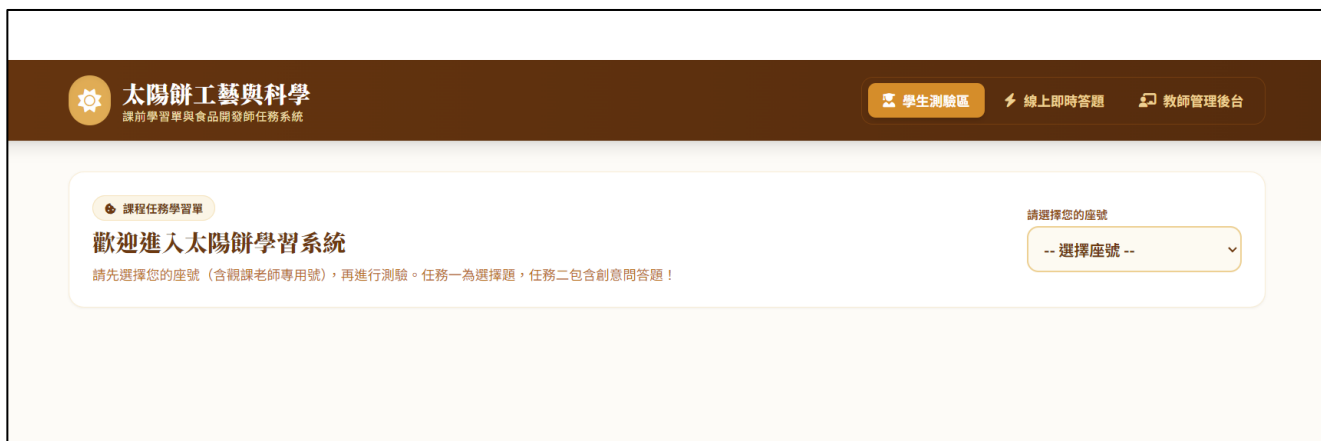 太陽餅工藝與科學
課前學習單與食品開發師任務系統
學生測驗區
線上即時答題
教師管理後台
課程任務學習單
歡迎進入太陽餅學習系統
請先選擇您的座號（含觀課老師專用號），再進行測驗。任務一為選擇題，任務二包含創意問答題！
請選擇您的座號
-- 選擇座號 --